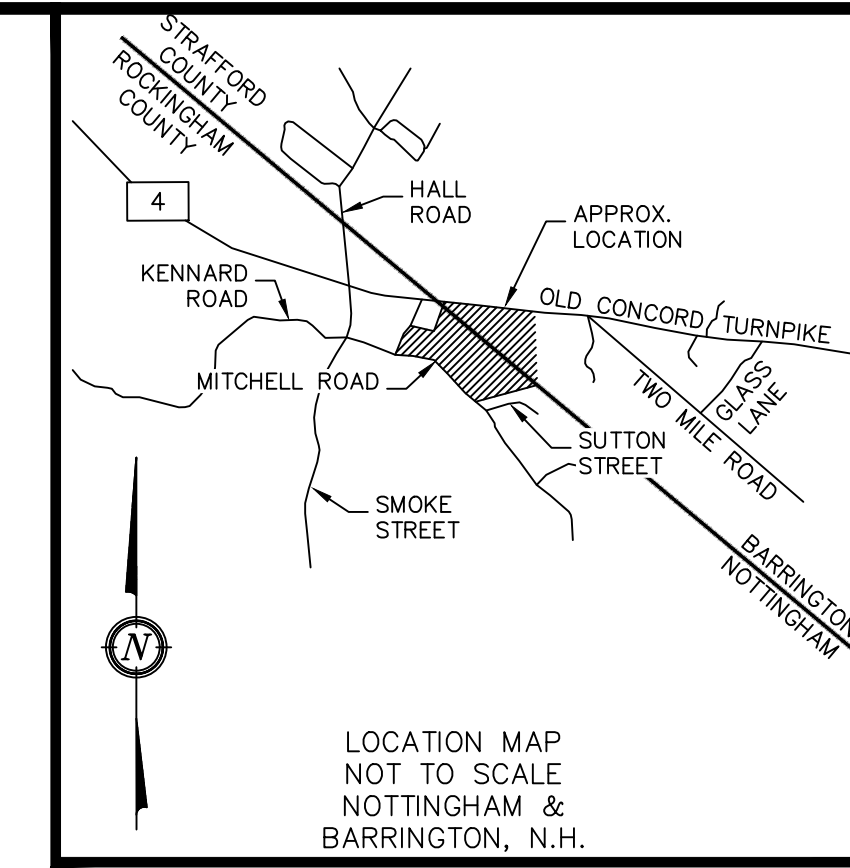 STRAFFORD
COUNTY
ROCKINGHAM
COUNTY
4
HALL
ROAD
APPROX.
LOCATION
KENNARD
ROAD
OLD CONCORD TURNPIKE
MITCHELL ROAD
TWO MILE ROAD
GLASS
LANE
SUTTON
STREET
SMOKE
STREET
BARRINGTON
NOTTINGHAM
N
LOCATION MAP
NOT TO SCALE
NOTTINGHAM &
BARRINGTON, N.H.